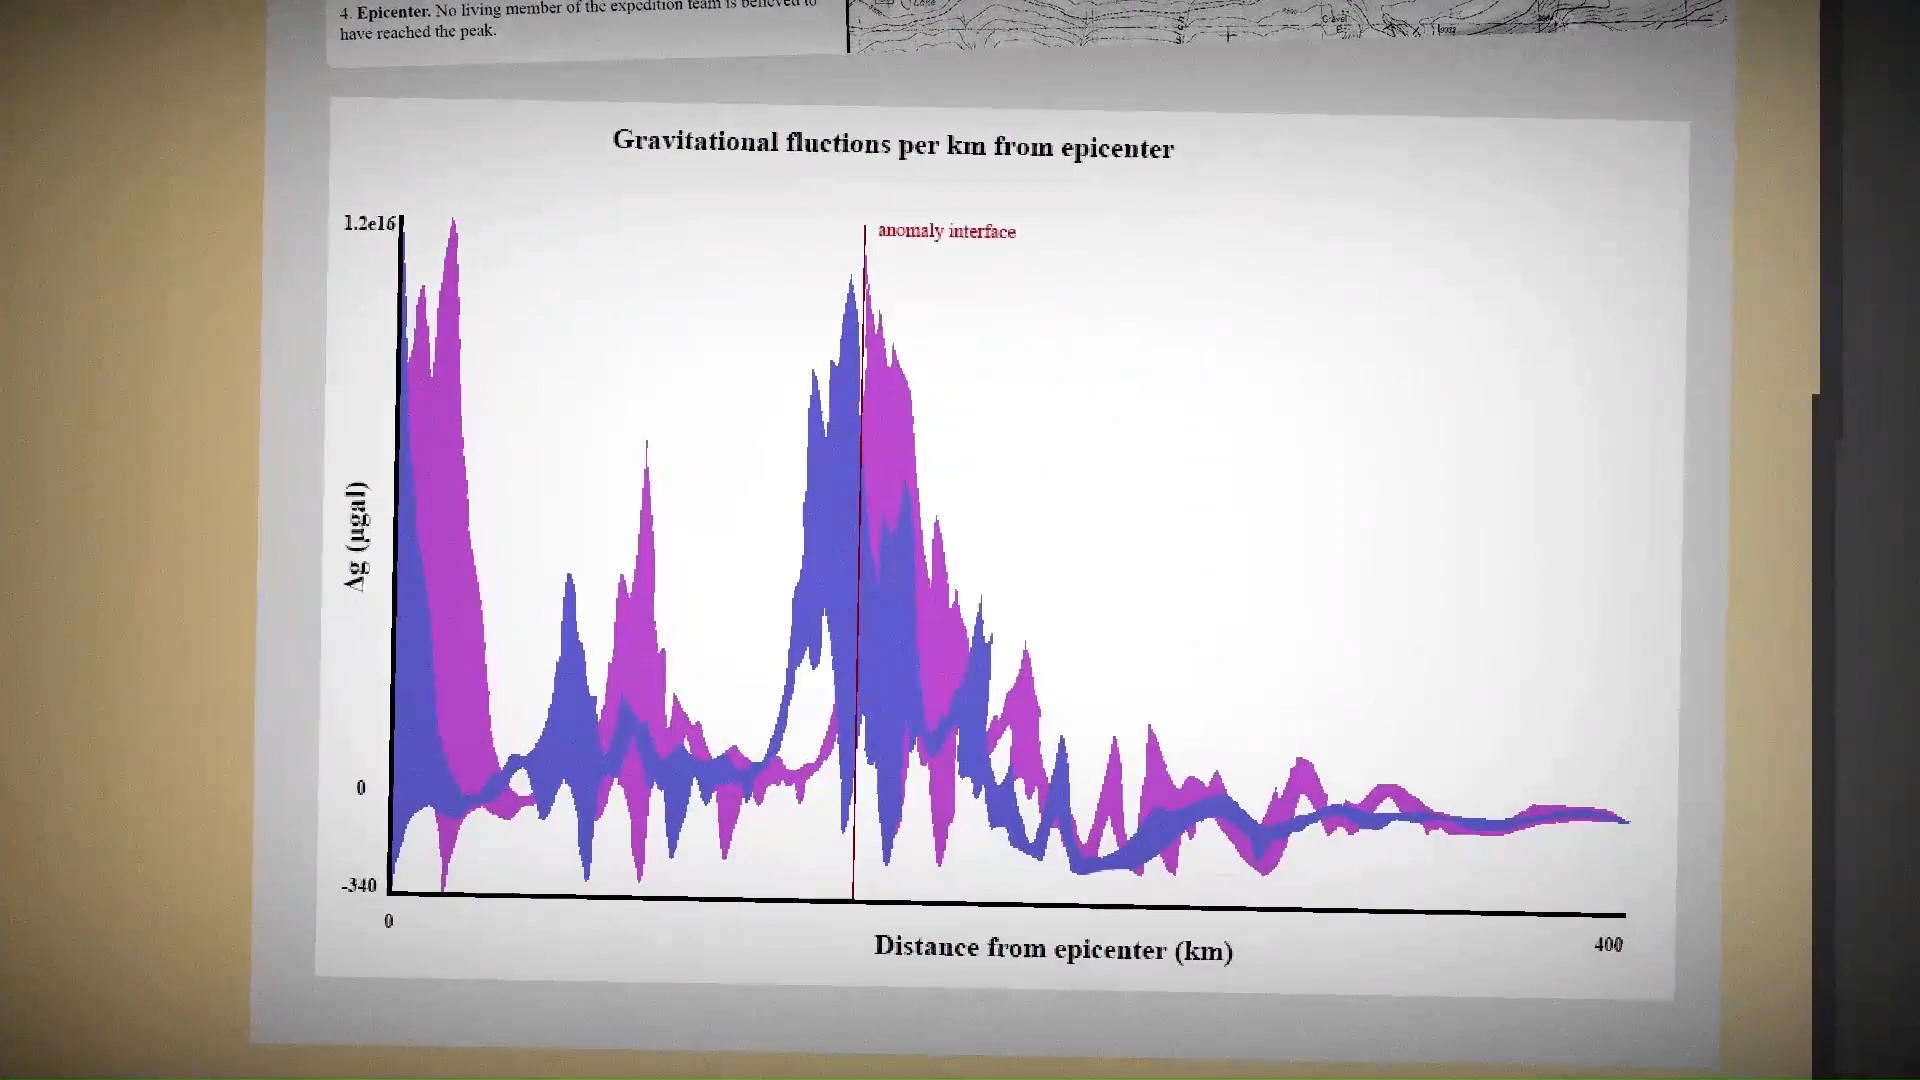 4. Epicenter. No living member of the expedition team is believed to
have reached the peak.
Gravitational fluctions per km from epicenter
1.2e16
anomaly interface
Δg (µgal)
0
-340
0
400
Distance from epicenter (km)